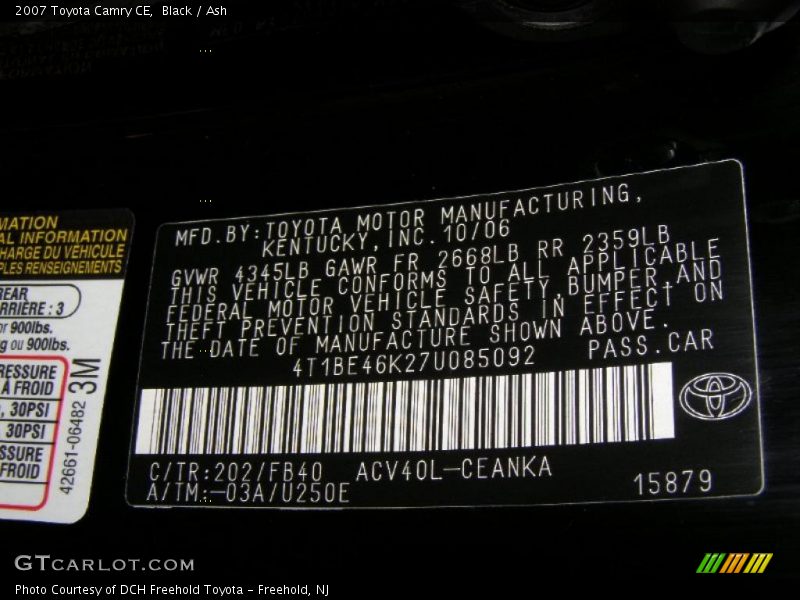 2007 Toyota Camry CE,  Black / Ash
MATION
AL INFORMATION
HARGE DU VÉHICULE
PLES RENSEIGNEMENTS
REAR
ARRIÈRE : 3
or 900lbs.
g ou 900lbs.
PRESSURE
À FROID
, 30PSI
30PSI
SSURE
FROID
42661-06482 3M
MFD.BY:TOYOTA MOTOR MANUFACTURING,
KENTUCKY,INC.10/06
GVWR 4345LB GAWR FR 2668LB RR 2359LB
THIS VEHICLE CONFORMS TO ALL APPLICABLE
FEDERAL MOTOR VEHICLE SAFETY,BUMPER,AND
THEFT PREVENTION STANDARDS IN EFFECT ON
THE DATE OF MANUFACTURE SHOWN ABOVE.
4T1BE46K27U085092 PASS.CAR
C/TR:202/FB40 ACV40L-CEANKA
A/TM:-03A/U250E 15879
GTCARLOT.COM
Photo Courtesy of DCH Freehold Toyota - Freehold, NJ